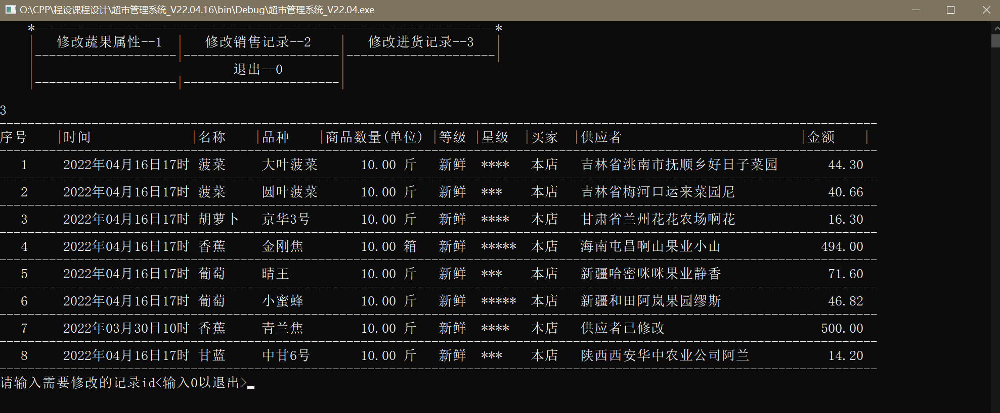 O:\CPP\程设课程设计\超市管理系统_V22.04.16\bin\Debug\超市管理系统_V22.04.exe
*-----------------------------------------------------------------*
| 修改蔬果属性--1 | 修改销售记录--2 | 修改进货记录--3 |
|--------------------|----------------------|---------------------|
退出--0 |
|--------------------|----------------------|
3
序号 |时间 |名称 |品种 |商品数量(单位) |等级 |星级 |买家 |供应者 |金额 |
1 2022年04月16日17时 菠菜 大叶菠菜 10.00 斤 新鲜 **** 本店 吉林省洮南市抚顺乡好日子菜园 44.30
2 2022年04月16日17时 菠菜 圆叶菠菜 10.00 斤 新鲜 *** 本店 吉林省梅河口运来菜园尼 40.66
3 2022年04月16日17时 胡萝卜 京华3号 10.00 斤 新鲜 **** 本店 甘肃省兰州花花农场啊花 16.30
4 2022年04月16日17时 香蕉 金刚焦 10.00 箱 新鲜 ***** 本店 海南屯昌啊山果业小山 494.00
5 2022年04月16日17时 葡萄 晴王 10.00 斤 新鲜 *** 本店 新疆哈密咪咪果业静香 71.60
6 2022年04月16日17时 葡萄 小蜜蜂 10.00 斤 新鲜 ***** 本店 新疆和田阿岚果园缪斯 46.82
7 2022年03月30日10时 香蕉 青兰焦 10.00 斤 新鲜 **** 本店 供应者已修改 500.00
8 2022年04月16日17时 甘蓝 中甘6号 10.00 斤 新鲜 *** 本店 陕西西安华中农业公司阿兰 14.20
请输入需要修改的记录id<输入0以退出>